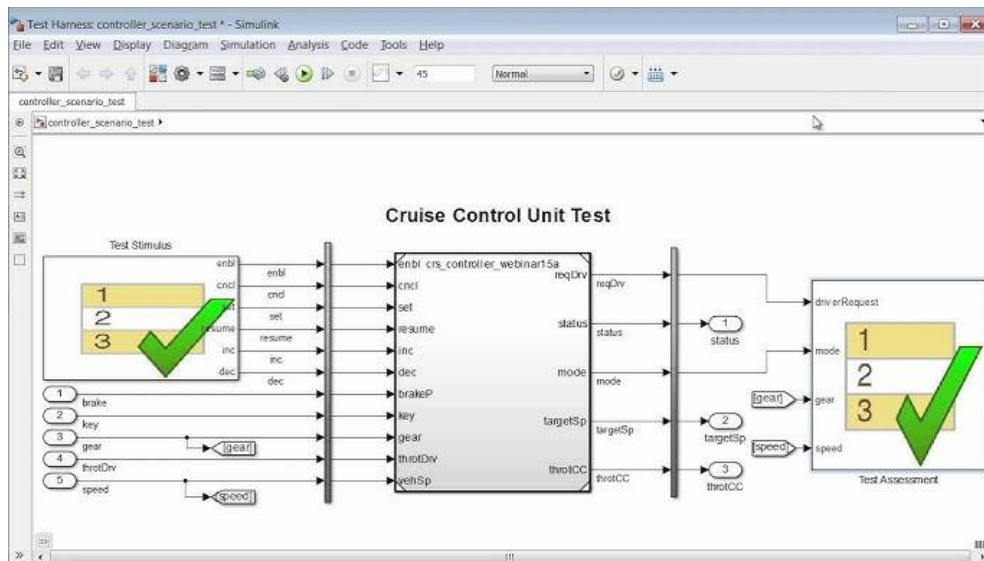 Test Harness: controller_scenario_test * - Simulink
File Edit View Display Diagram Simulation Analysis Code Tools Help
45
Normal
controller_scenario_test
controller_scenario_test
Cruise Control Unit Test
Test Stimulus
enbl
cncl
set
resume
inc
dec
1
2
3
enbl
cncl
set
resume
inc
dec
1
brake
2
key
3
gear
4
throtDrv
5
speed
[gear]
[speed]
enbl crs_controller_webinar15a
cncl
set
resume
inc
dec
brakeP
key
gear
throtDrv
vehSp
reqDrv
status
mode
targetSp
throtCC
reqDrv
status
mode
targetSp
throtCC
1
status
2
targetSp
3
throtCC
[gear]
[speed]
driverRequest
mode
gear
speed
1
2
3
Test Assessment